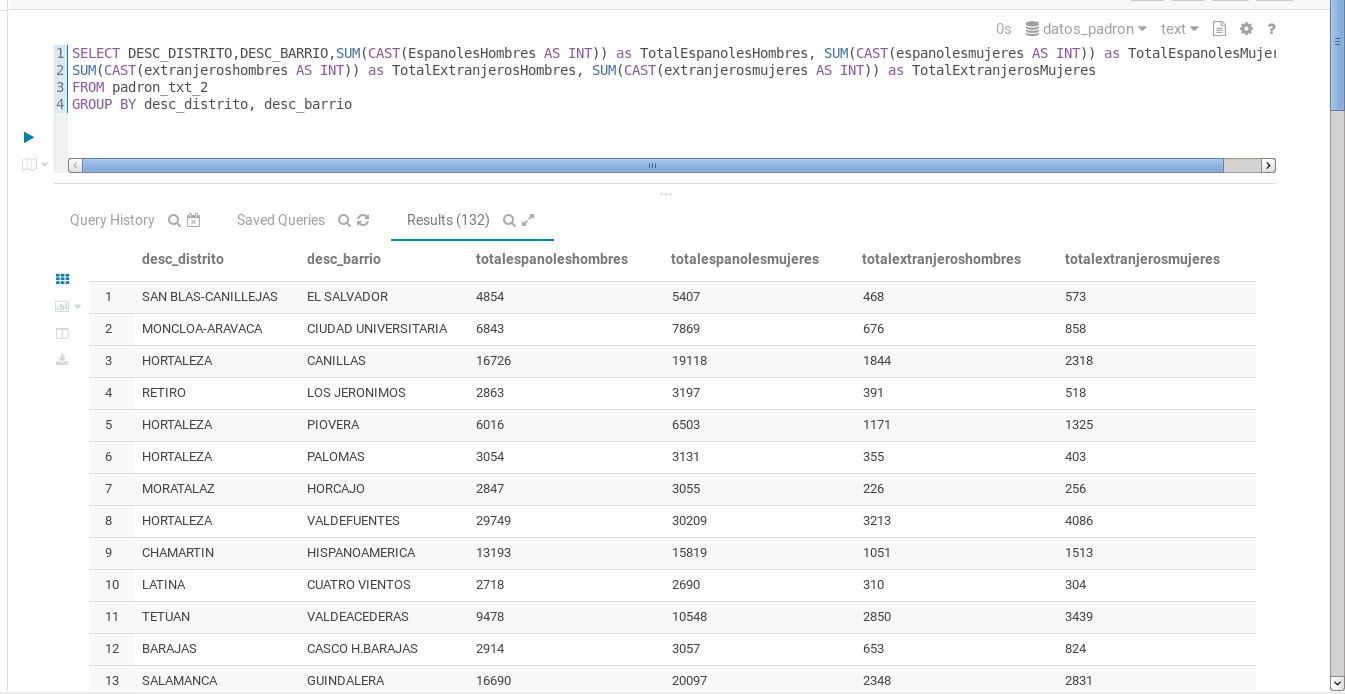 0s datos_padron text ?
1 SELECT DESC_DISTRITO,DESC_BARRIO,SUM(CAST(EspanolesHombres AS INT)) as TotalEspanolesHombres, SUM(CAST(espanolesmujeres AS INT)) as TotalEspanolesMujer
2 SUM(CAST(extranjeroshombres AS INT)) as TotalExtranjerosHombres, SUM(CAST(extranjerosmujeres AS INT)) as TotalExtranjerosMujeres
3 FROM padron_txt_2
4 GROUP BY desc_distrito, desc_barrio
Query History Saved Queries Results (132)
desc_distrito desc_barrio totalespanoleshombres totalespanolesmujeres totalextranjeroshombres totalextranjerosmujeres
1 SAN BLAS-CANILLEJAS EL SALVADOR 4854 5407 468 573
2 MONCLOA-ARAVACA CIUDAD UNIVERSITARIA 6843 7869 676 858
3 HORTALEZA CANILLAS 16726 19118 1844 2318
4 RETIRO LOS JERONIMOS 2863 3197 391 518
5 HORTALEZA PIOVERA 6016 6503 1171 1325
6 HORTALEZA PALOMAS 3054 3131 355 403
7 MORATALAZ HORCAJO 2847 3055 226 256
8 HORTALEZA VALDEFUENTES 29749 30209 3213 4086
9 CHAMARTIN HISPANOAMERICA 13193 15819 1051 1513
10 LATINA CUATRO VIENTOS 2718 2690 310 304
11 TETUAN VALDEACEDERAS 9478 10548 2850 3439
12 BARAJAS CASCO H.BARAJAS 2914 3057 653 824
13 SALAMANCA GUINDALERA 16690 20097 2348 2831